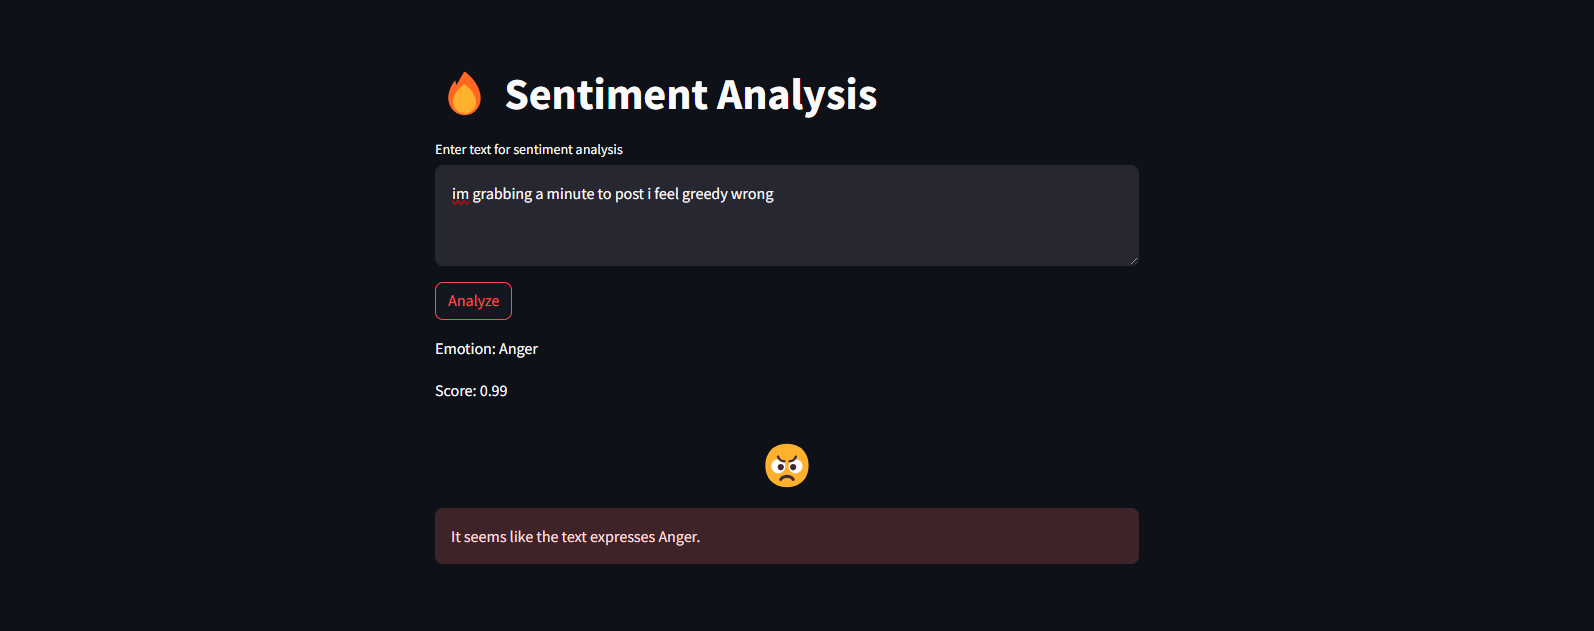 Sentiment Analysis
Enter text for sentiment analysis
im grabbing a minute to post i feel greedy wrong
Analyze
Emotion: Anger
Score: 0.99
It seems like the text expresses Anger.